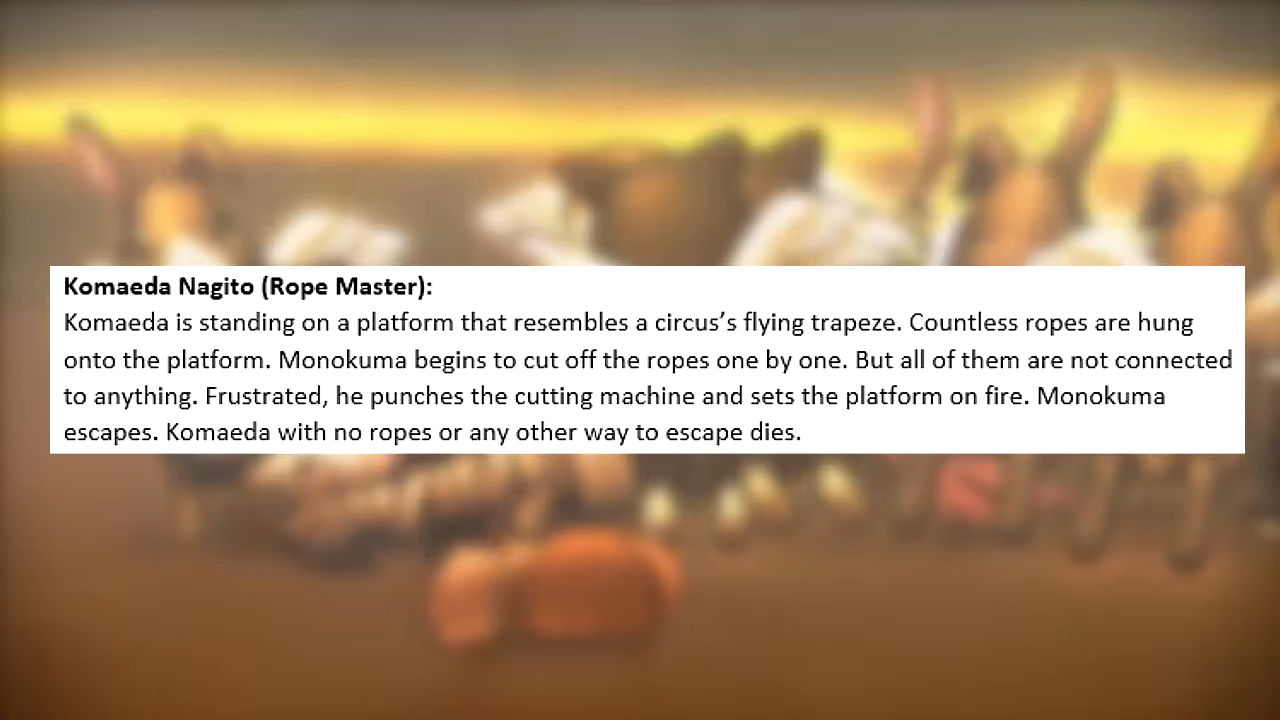 Komaeda Nagito (Rope Master):
Komaeda is standing on a platform that resembles a circus’s flying trapeze. Countless ropes are hung
onto the platform. Monokuma begins to cut off the ropes one by one. But all of them are not connected
to anything. Frustrated, he punches the cutting machine and sets the platform on fire. Monokuma
escapes. Komaeda with no ropes or any other way to escape dies.